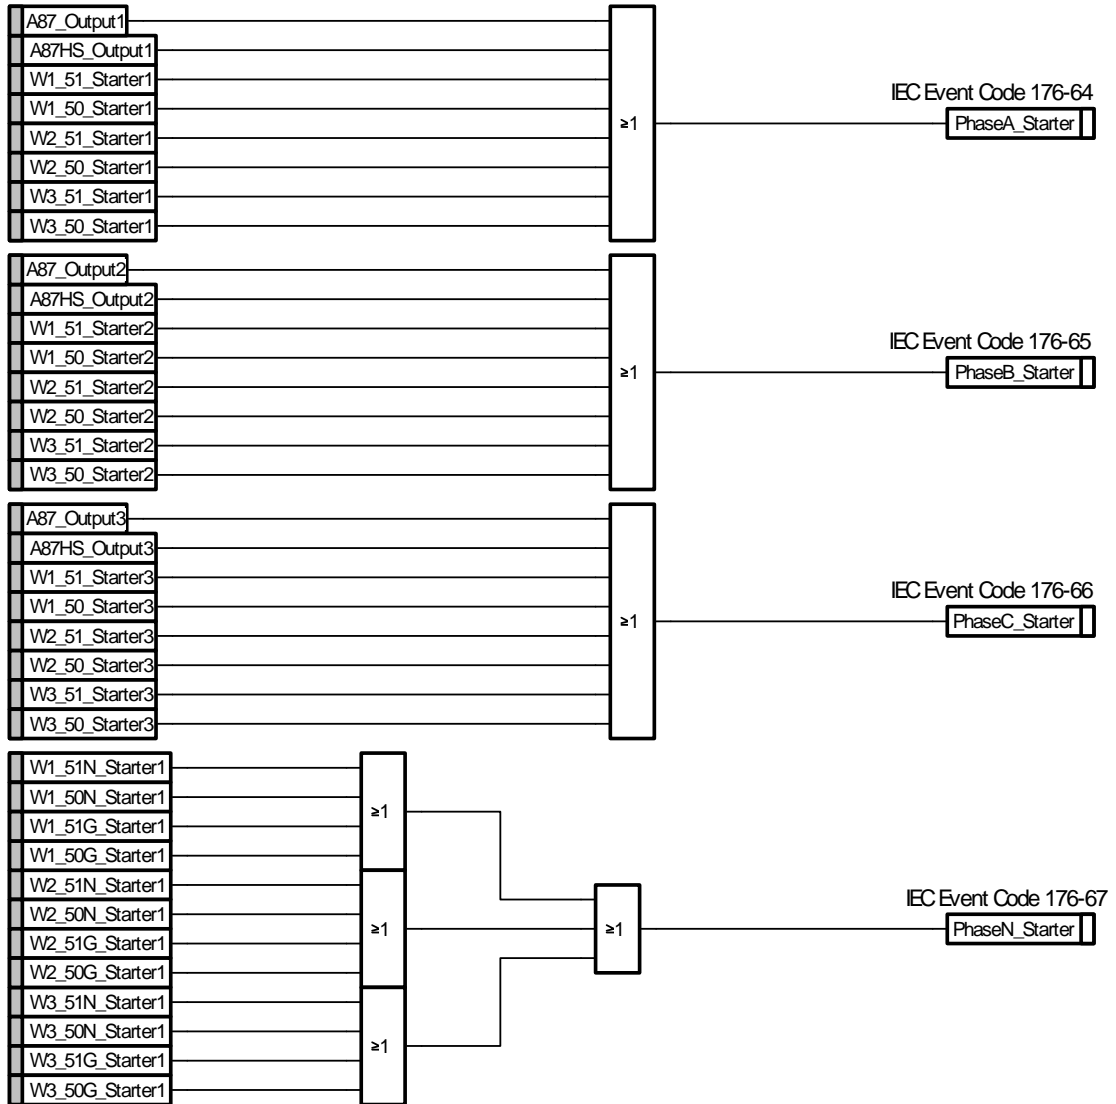 A87_Output1
A87HS_Output1
W1_51_Starter1
W1_50_Starter1
W2_51_Starter1
W2_50_Starter1
W3_51_Starter1
W3_50_Starter1
≥1
IEC Event Code 176-64
PhaseA_Starter
A87_Output2
A87HS_Output2
W1_51_Starter2
W1_50_Starter2
W2_51_Starter2
W2_50_Starter2
W3_51_Starter2
W3_50_Starter2
≥1
IEC Event Code 176-65
PhaseB_Starter
A87_Output3
A87HS_Output3
W1_51_Starter3
W1_50_Starter3
W2_51_Starter3
W2_50_Starter3
W3_51_Starter3
W3_50_Starter3
≥1
IEC Event Code 176-66
PhaseC_Starter
W1_51N_Starter1
W1_50N_Starter1
W1_51G_Starter1
W1_50G_Starter1
≥1
W2_51N_Starter1
W2_50N_Starter1
W2_51G_Starter1
W2_50G_Starter1
≥1
W3_51N_Starter1
W3_50N_Starter1
W3_51G_Starter1
W3_50G_Starter1
≥1
≥1
IEC Event Code 176-67
PhaseN_Starter